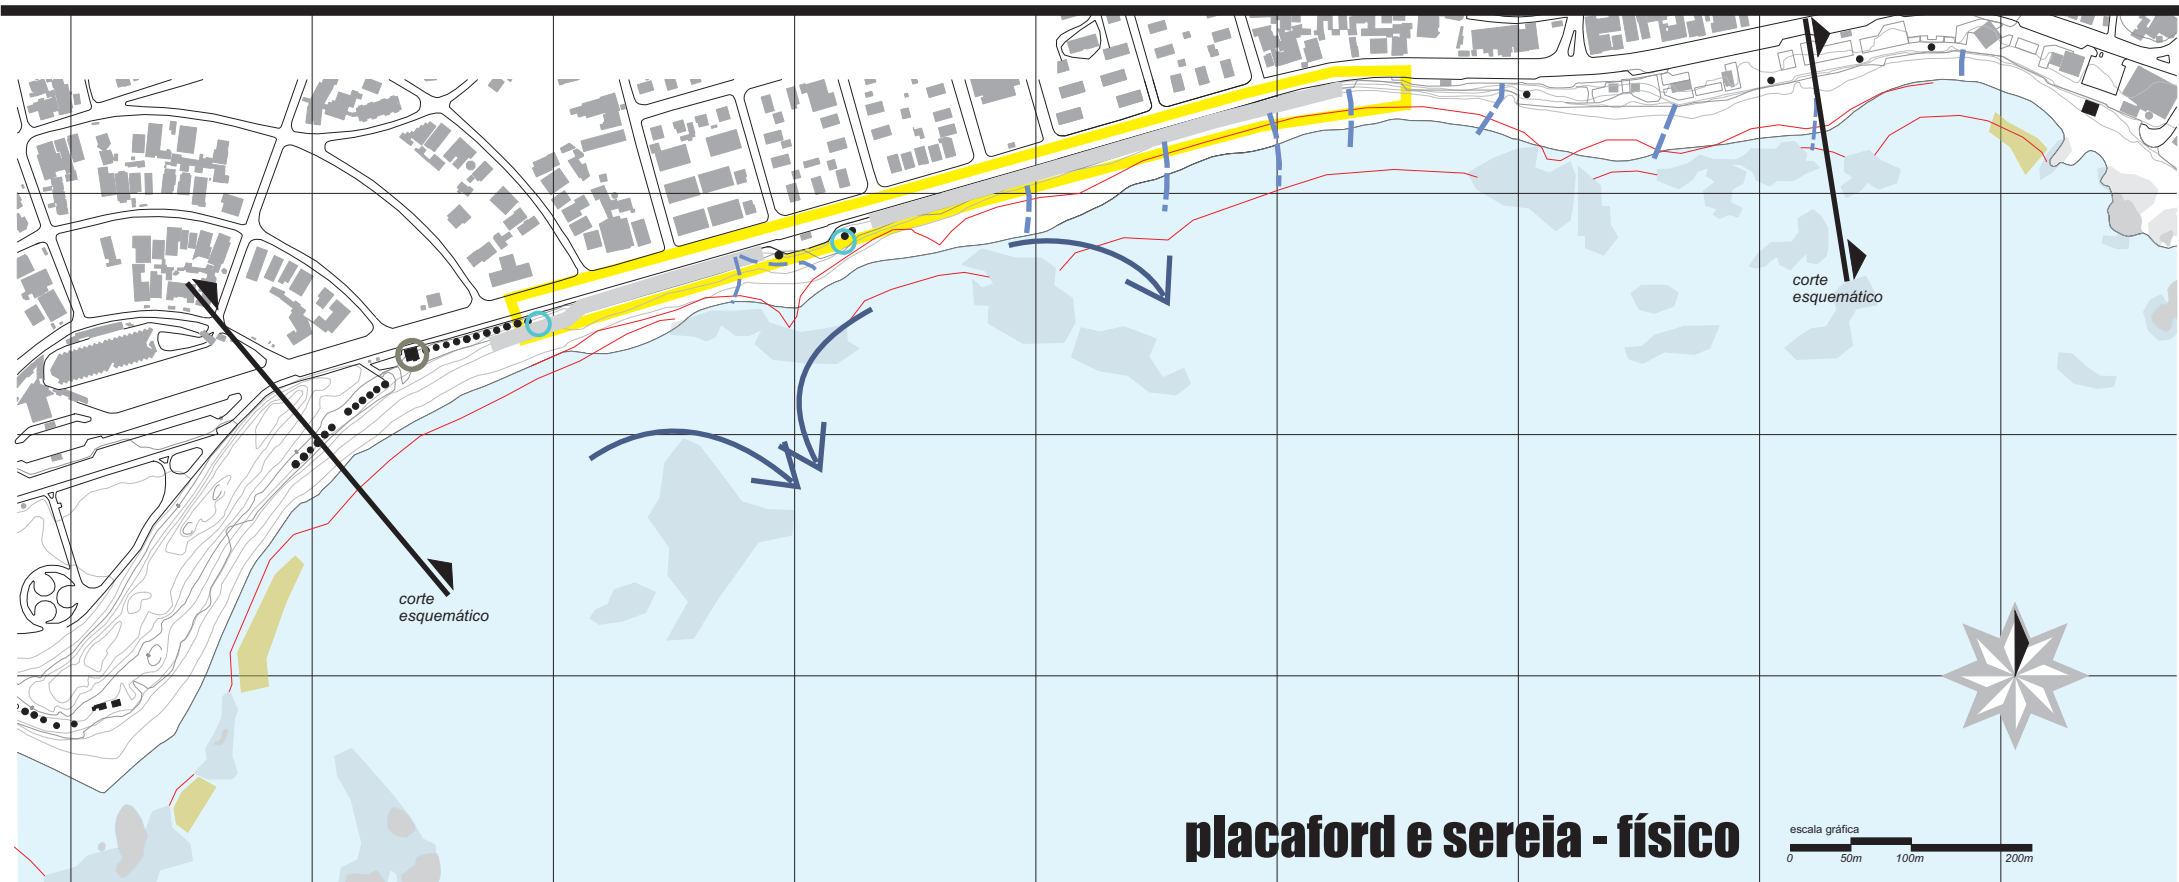 corte
esquemático
corte
esquemático
placaford e sereia - físico
escala gráfica
0 50m 100m 200m